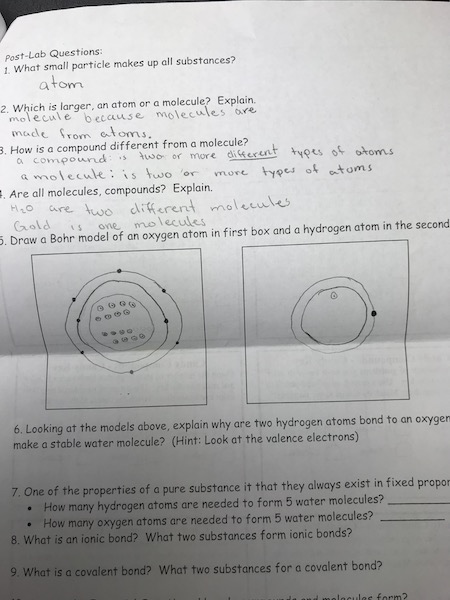 Post-Lab Questions:
1. What small particle makes up all substances?
atom
2. Which is larger, an atom or a molecule? Explain.
molecule because molecules are
made from atoms.
3. How is a compound different from a molecule?
a compound: is two or more different types of atoms
a molecule: is two or more types of atoms
4. Are all molecules, compounds? Explain.
H2O are two different molecules
Gold is one molecules
5. Draw a Bohr model of an oxygen atom in first box and a hydrogen atom in the second
6. Looking at the models above, explain why are two hydrogen atoms bond to an oxygen
make a stable water molecule? (Hint: Look at the valence electrons)
7. One of the properties of a pure substance it that they always exist in fixed propor
• How many hydrogen atoms are needed to form 5 water molecules?
• How many oxygen atoms are needed to form 5 water molecules?
8. What is an ionic bond? What two substances form ionic bonds?
9. What is a covalent bond? What two substances for a covalent bond?
and molecules form?